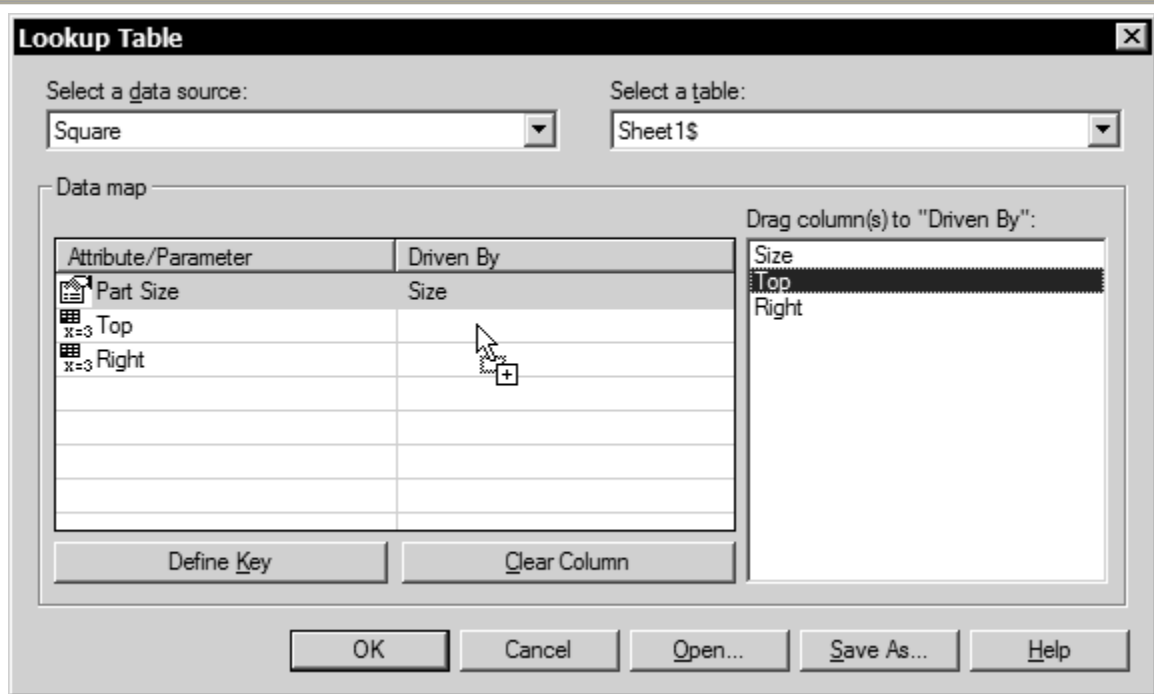 Lookup Table
Select a data source: Select a table:
Square Sheet1$
Data map
Drag column(s) to "Driven By":
Attribute/Parameter Driven By
Part Size Size
x=3 Top
x=3 Right
Size
Top
Right
Define Key Clear Column
OK Cancel Open... Save As... Help